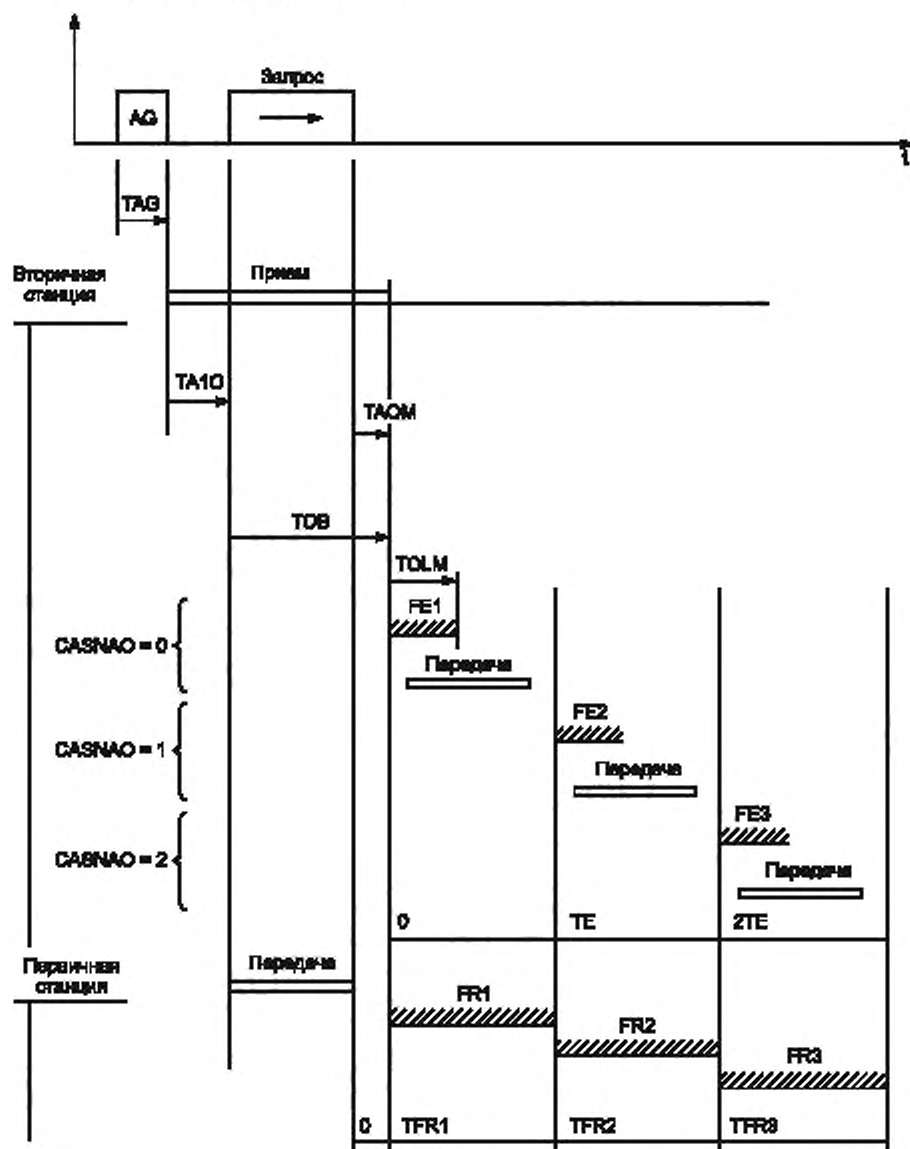 Запрос
AG
t
TAG
Вторичная
станция
Прием
TA1O
TAOM
TOB
TOLM
FE1
CASNAO = 0
Передача
FE2
CASNAO = 1
Передача
FE3
CASNAO = 2
Передача
0
TE
2TE
Первичная
станция
Передача
FR1
FR2
FR3
0
TFR1
TFR2
TFR3